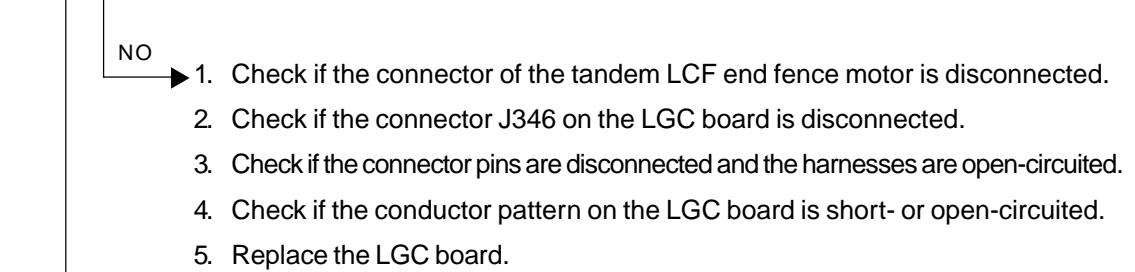 NO
1. Check if the connector of the tandem LCF end fence motor is disconnected.
2. Check if the connector J346 on the LGC board is disconnected.
3. Check if the connector pins are disconnected and the harnesses are open-circuited.
4. Check if the conductor pattern on the LGC board is short- or open-circuited.
5. Replace the LGC board.